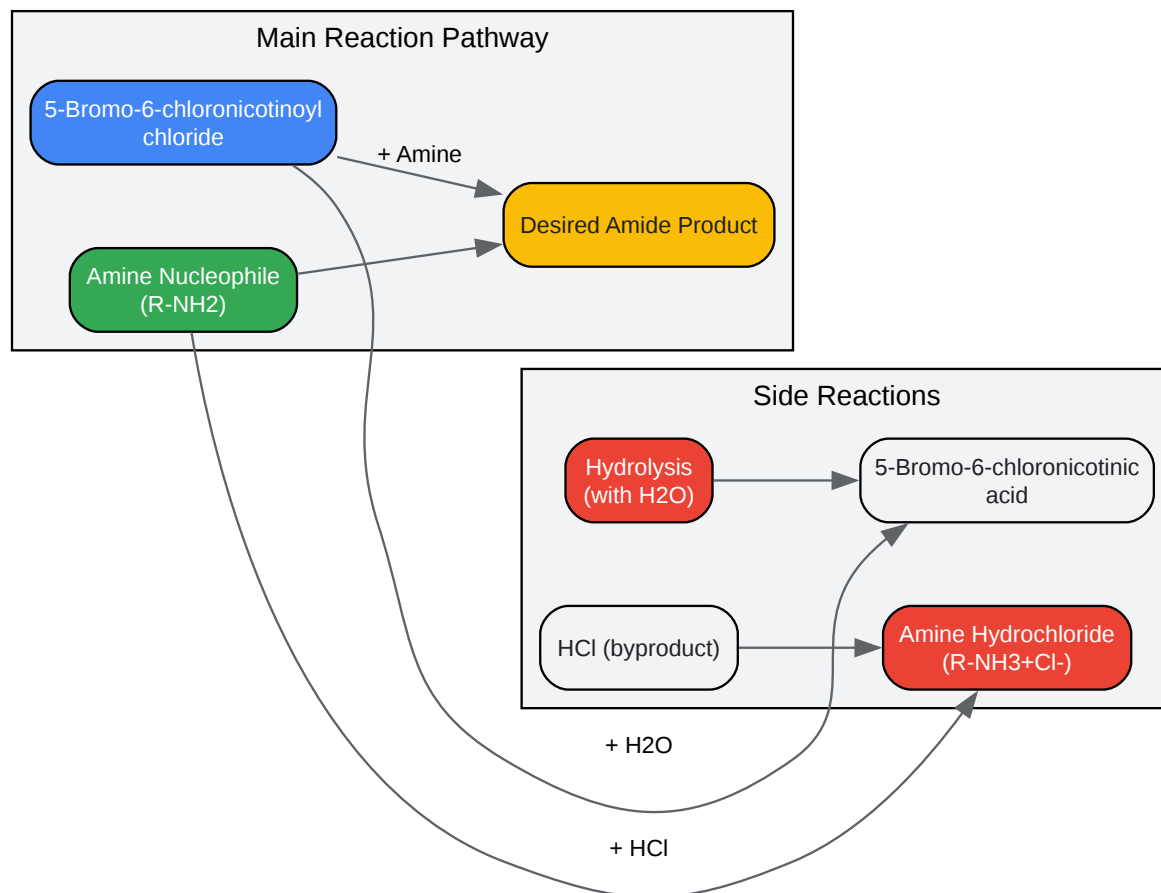 Main Reaction Pathway
5-Bromo-6-chloronicotinoyl
chloride
+ Amine
Desired Amide Product
Amine Nucleophile
(R-NH2)
Side Reactions
Hydrolysis
(with H2O)
5-Bromo-6-chloronicotinic
acid
HCl (byproduct)
Amine Hydrochloride
(R-NH3+Cl-)
+ H2O
+ HCl